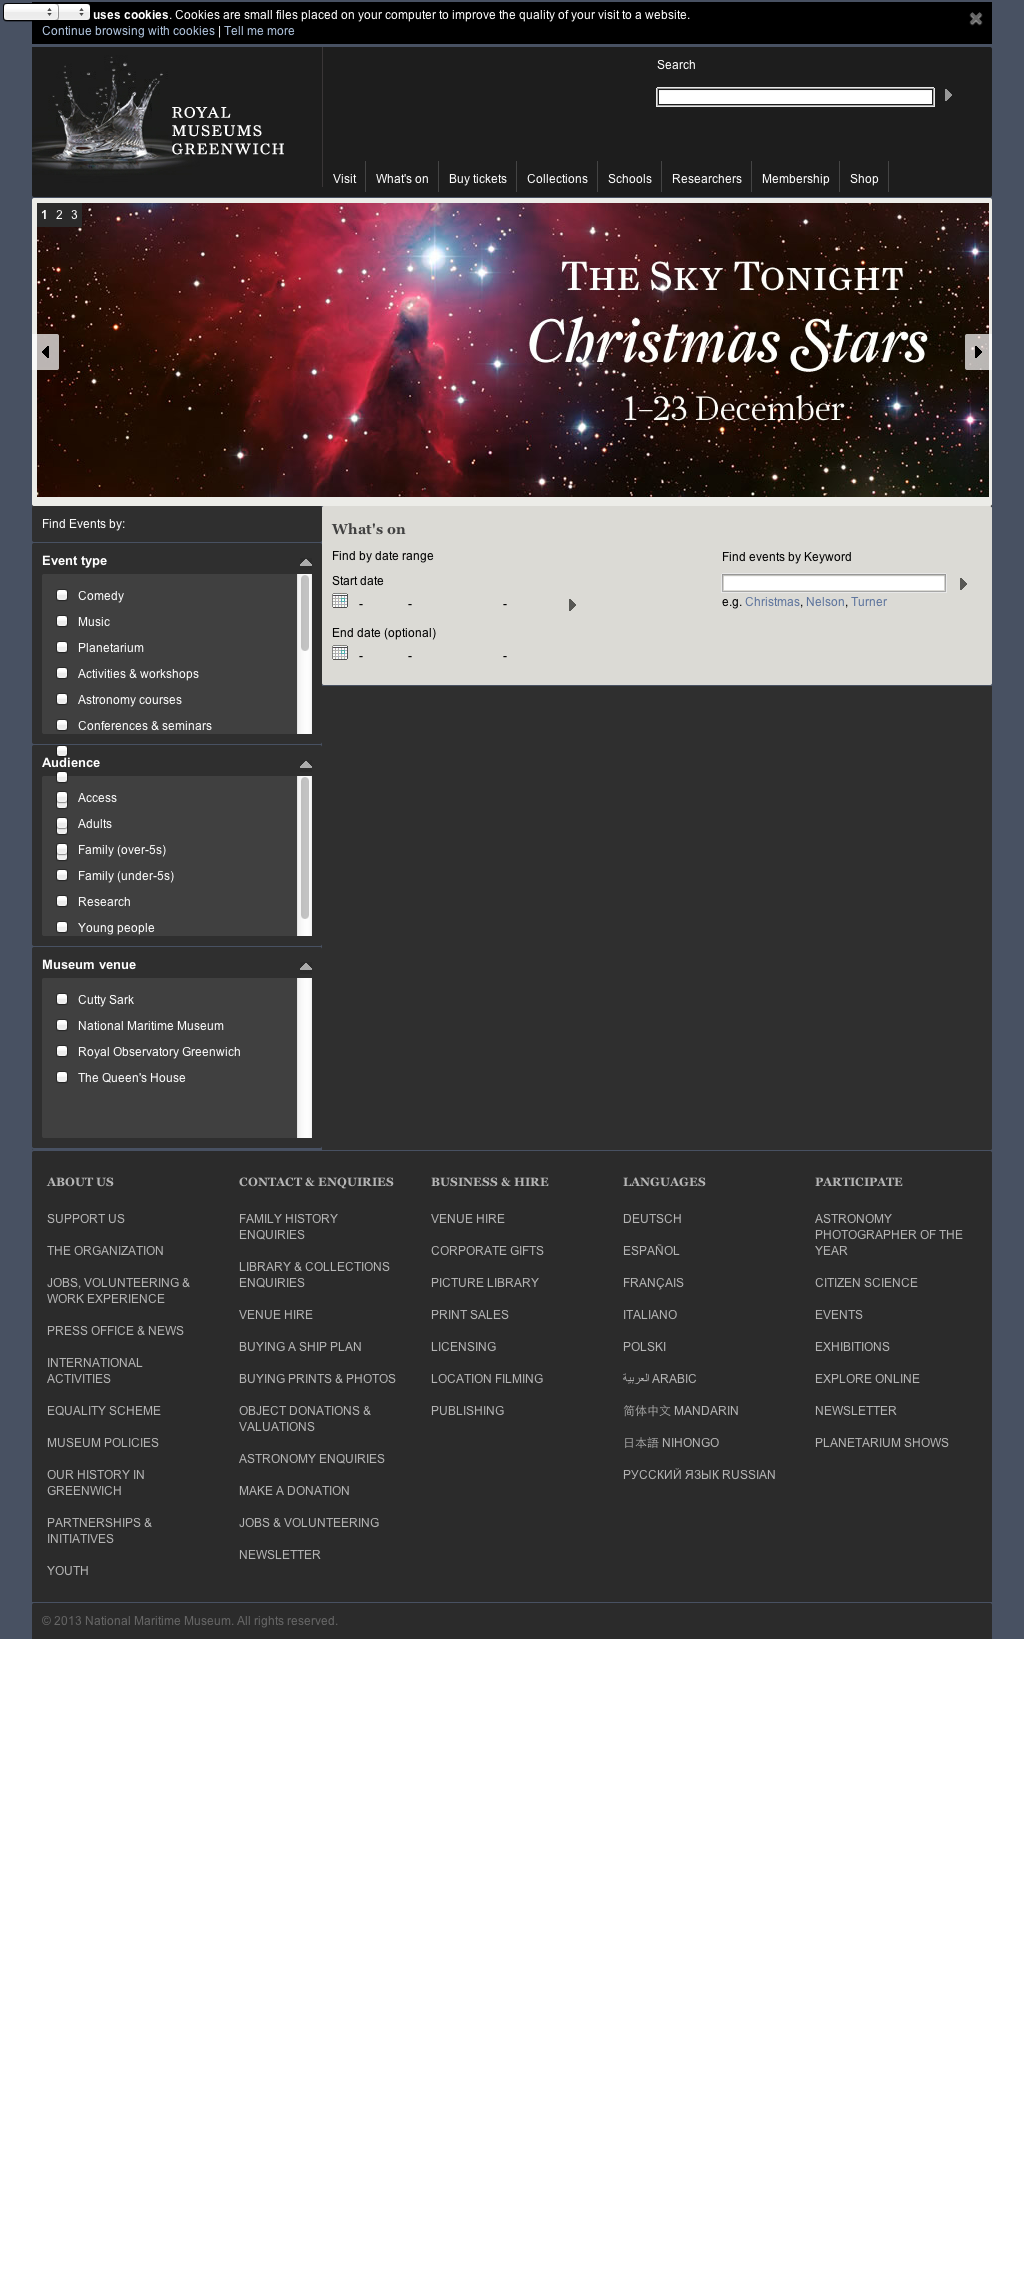 uses cookies. Cookies are small files placed on your computer to improve the quality of your visit to a website.
Continue browsing with cookies | Tell me more
Search
ROYAL
MUSEUMS
GREENWICH
Visit
What's on
Buy tickets
Collections
Schools
Researchers
Membership
Shop
1 2 3
THE SKY TONIGHT
Christmas Stars
1–23 December
Find Events by:
Event type
Comedy
Music
Planetarium
Activities & workshops
Astronomy courses
Conferences & seminars
Audience
Access
Adults
Family (over-5s)
Family (under-5s)
Research
Young people
Museum venue
Cutty Sark
National Maritime Museum
Royal Observatory Greenwich
The Queen's House
What's on
Find by date range
Start date
- - -
End date (optional)
- - -
Find events by Keyword
e.g. Christmas, Nelson, Turner
ABOUT US
SUPPORT US
THE ORGANIZATION
JOBS, VOLUNTEERING &
WORK EXPERIENCE
PRESS OFFICE & NEWS
INTERNATIONAL
ACTIVITIES
EQUALITY SCHEME
MUSEUM POLICIES
OUR HISTORY IN
GREENWICH
PARTNERSHIPS &
INITIATIVES
YOUTH
CONTACT & ENQUIRIES
FAMILY HISTORY
ENQUIRIES
LIBRARY & COLLECTIONS
ENQUIRIES
VENUE HIRE
BUYING A SHIP PLAN
BUYING PRINTS & PHOTOS
OBJECT DONATIONS &
VALUATIONS
ASTRONOMY ENQUIRIES
MAKE A DONATION
JOBS & VOLUNTEERING
NEWSLETTER
BUSINESS & HIRE
VENUE HIRE
CORPORATE GIFTS
PICTURE LIBRARY
PRINT SALES
LICENSING
LOCATION FILMING
PUBLISHING
LANGUAGES
DEUTSCH
ESPAÑOL
FRANÇAIS
ITALIANO
POLSKI
العربية ARABIC
简体中文 MANDARIN
日本語 NIHONGO
РУССКИЙ ЯЗЫК RUSSIAN
PARTICIPATE
ASTRONOMY
PHOTOGRAPHER OF THE
YEAR
CITIZEN SCIENCE
EVENTS
EXHIBITIONS
EXPLORE ONLINE
NEWSLETTER
PLANETARIUM SHOWS
© 2013 National Maritime Museum. All rights reserved.